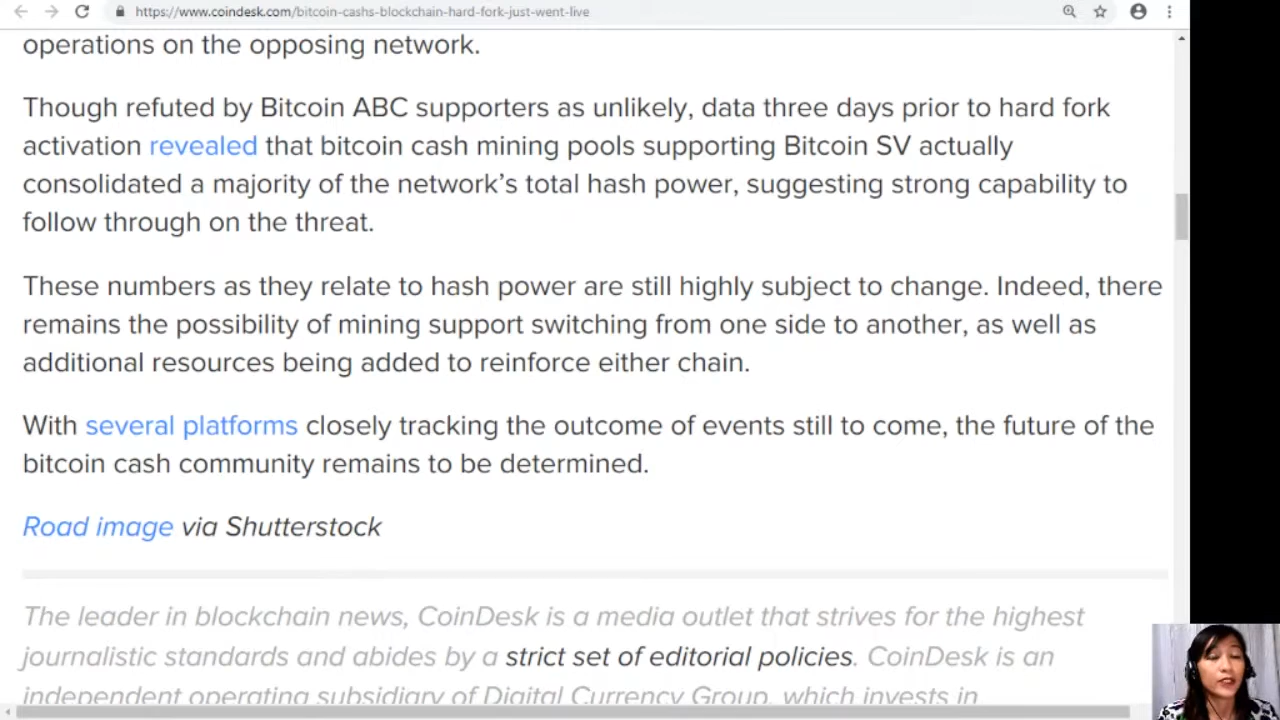 https://www.coindesk.com/bitcoin-cashs-blockchain-hard-fork-just-went-live
operations on the opposing network.
Though refuted by Bitcoin ABC supporters as unlikely, data three days prior to hard fork
activation revealed that bitcoin cash mining pools supporting Bitcoin SV actually
consolidated a majority of the network's total hash power, suggesting strong capability to
follow through on the threat.
These numbers as they relate to hash power are still highly subject to change. Indeed, there
remains the possibility of mining support switching from one side to another, as well as
additional resources being added to reinforce either chain.
With several platforms closely tracking the outcome of events still to come, the future of the
bitcoin cash community remains to be determined.
Road image via Shutterstock
The leader in blockchain news, CoinDesk is a media outlet that strives for the highest
journalistic standards and abides by a strict set of editorial policies. CoinDesk is an
independent operating subsidiary of Digital Currency Group, which invests in